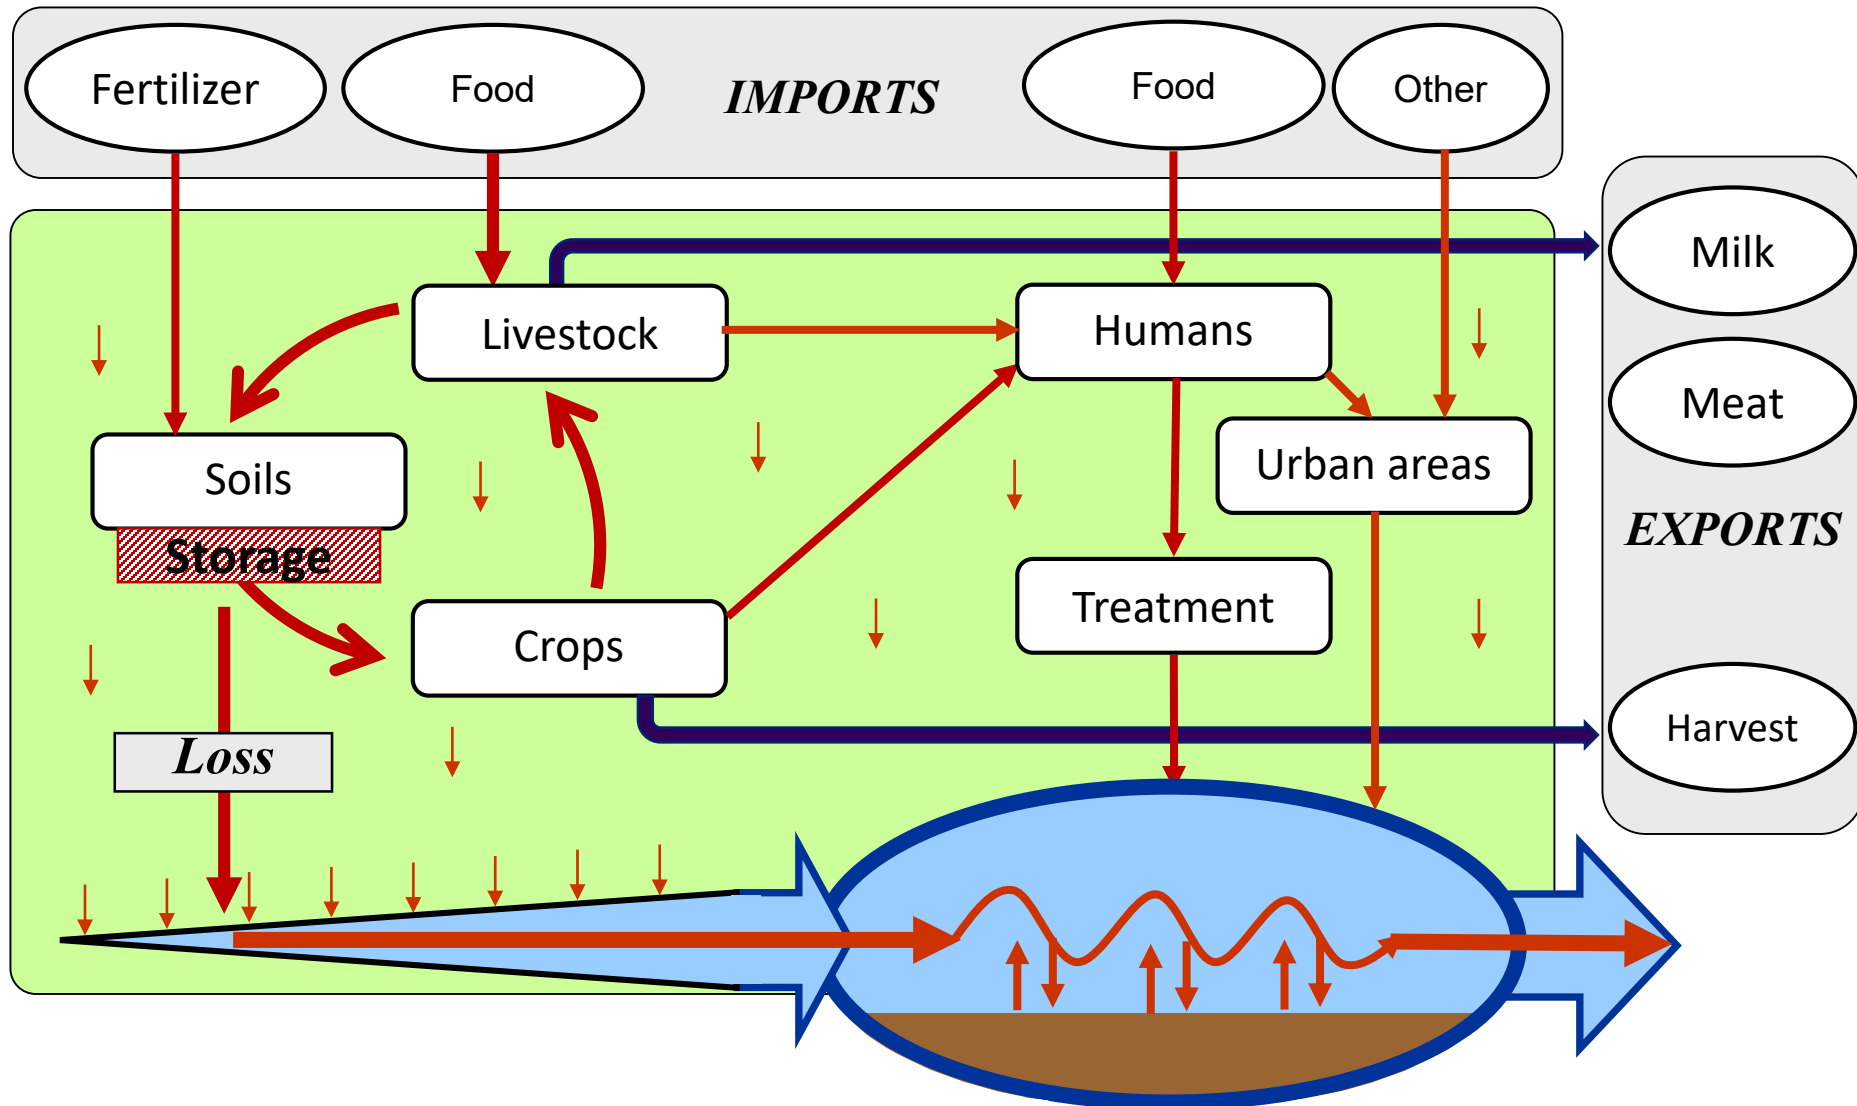 Fertilizer
Food
IMPORTS
Food
Other
Milk
Livestock
Humans
Meat
Soils
Urban areas
Storage
EXPORTS
Treatment
Crops
Harvest
Loss